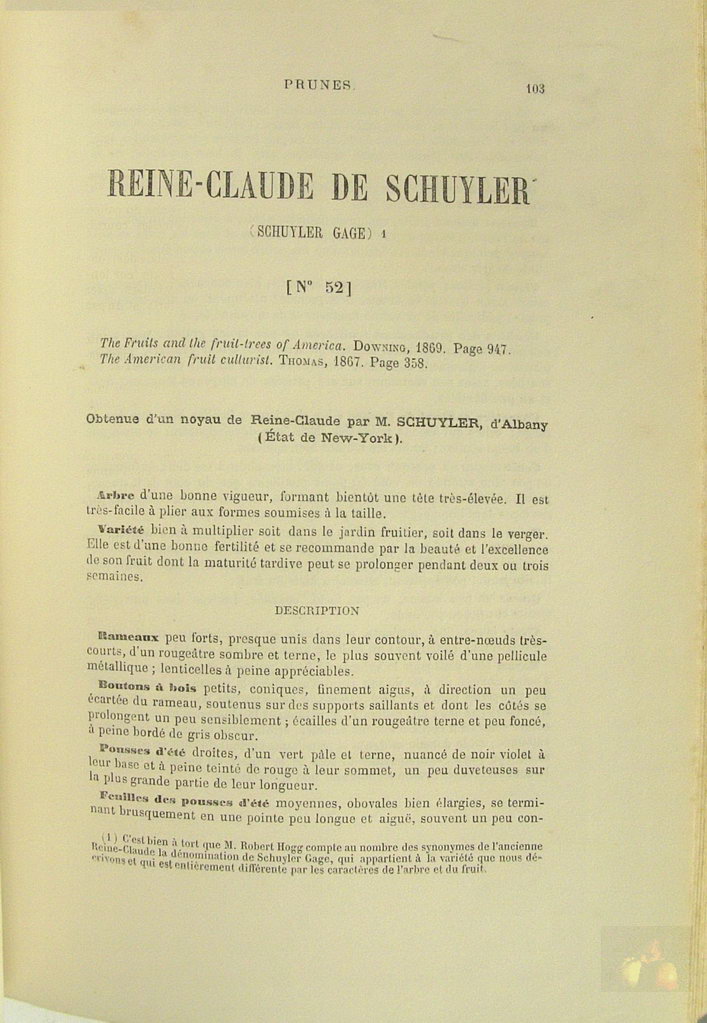 PRUNES.
103
REINE-CLAUDE DE SCHUYLER
(SCHUYLER GAGE) 1
[N° 52]
The Fruits and the fruit-trees of America. DOWNING, 1869. Page 947.
The American fruit culturist. THOMAS, 1867. Page 358.
Obtenue d'un noyau de Reine-Claude par M. SCHUYLER, d'Albany
(État de New-York).
Arbre d'une bonne vigueur, formant bientôt une tête très-élevée. Il est
très-facile à plier aux formes soumises à la taille.
Variété bien à multiplier soit dans le jardin fruitier, soit dans le verger.
Elle est d'une bonne fertilité et se recommande par la beauté et l'excellence
de son fruit dont la maturité tardive peut se prolonger pendant deux ou trois
semaines.
DESCRIPTION
Rameaux peu forts, presque unis dans leur contour, à entre-nœuds très-
courts, d'un rougeâtre sombre et terne, le plus souvent voilé d'une pellicule
métallique ; lenticelles à peine appréciables.
Boutons à bois petits, coniques, finement aigus, à direction un peu
écartée du rameau, soutenus sur des supports saillants et dont les côtés se
prolongent un peu sensiblement ; écailles d'un rougeâtre terne et peu foncé,
à peine bordé de gris obscur.
Pousses d'été droites, d'un vert pâle et terne, nuancé de noir violet à
leur base et à peine teinté de rouge à leur sommet, un peu duveteuses sur
la plus grande partie de leur longueur.
Feuilles des pousses d'été moyennes, obovales bien élargies, se termi-
nant brusquement en une pointe peu longue et aiguë, souvent un peu con-
(1) C'est bien à tort que M. Robert Hogg compte au nombre des synonymes de l'ancienne
Reine-Claude la dénomination de Schuyler Gage, qui appartient à la variété que nous dé-
crivons et qui est entièrement différente par les caractères de l'arbre et du fruit.